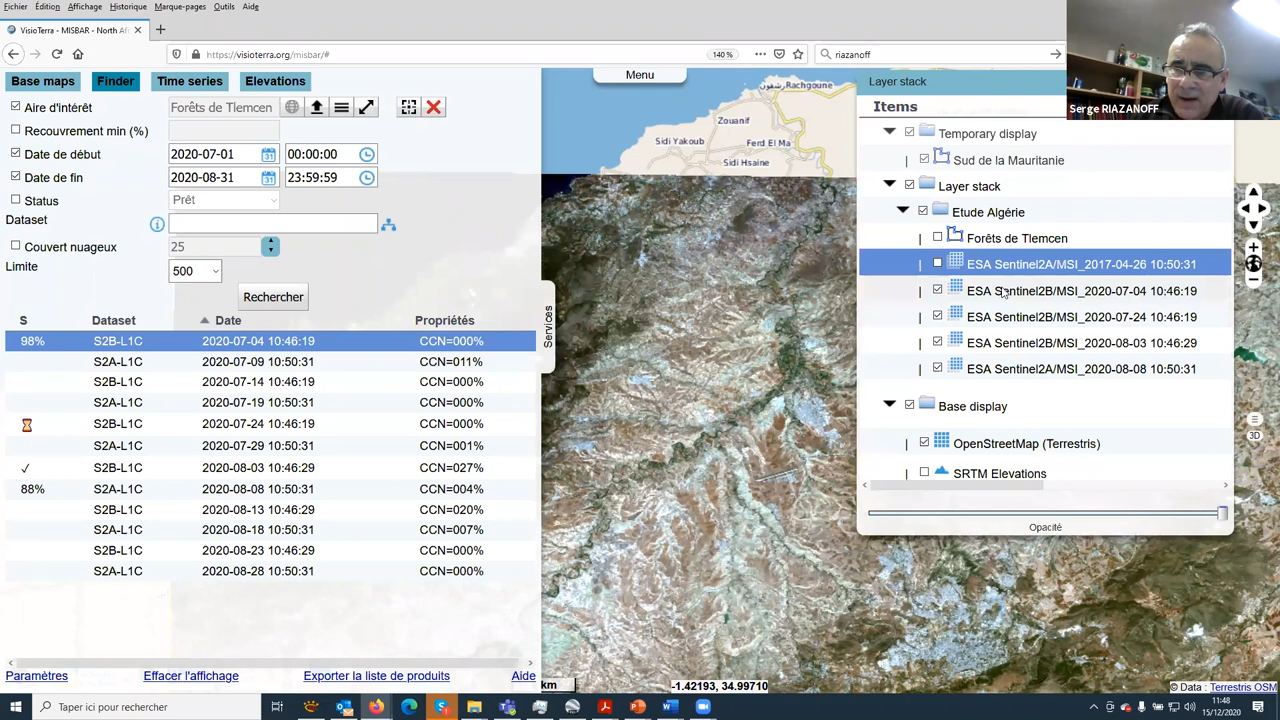 Fichier Édition Affichage Historique Marque-pages Outils Aide
VisioTerra - MISBAR - North Af
https://visioterra.org/misbar/# 140 % riazanoff
Base maps Finder Time series Elevations
Menu
Aire d'intérêt Forêts de Tlemcen
Recouvrement min (%)
Date de début 2020-07-01 00:00:00
Date de fin 2020-08-31 23:59:59
Status Prêt
Dataset
Couvert nuageux 25
Limite 500
Rechercher
S Dataset Date Propriétés
98% S2B-L1C 2020-07-04 10:46:19 CCN=000%
S2A-L1C 2020-07-09 10:50:31 CCN=011%
S2B-L1C 2020-07-14 10:46:19 CCN=000%
S2A-L1C 2020-07-19 10:50:31 CCN=000%
S2B-L1C 2020-07-24 10:46:19 CCN=000%
S2A-L1C 2020-07-29 10:50:31 CCN=001%
✓ S2B-L1C 2020-08-03 10:46:29 CCN=027%
88% S2A-L1C 2020-08-08 10:50:31 CCN=004%
S2B-L1C 2020-08-13 10:46:29 CCN=020%
S2A-L1C 2020-08-18 10:50:31 CCN=007%
S2B-L1C 2020-08-23 10:46:29 CCN=000%
S2A-L1C 2020-08-28 10:50:31 CCN=000%
Paramètres Effacer l'affichage Exporter la liste de produits Aide
Services
رشقون
Rachgoune
Zouanif
Sidi Yakoub Ferd El Ma
Sidi Hsaine
km -1.42193, 34.99710
Layer stack
Serge RIAZANOFF
Items
Temporary display
Sud de la Mauritanie
Layer stack
Etude Algérie
Forêts de Tlemcen
ESA Sentinel2A/MSI_2017-04-26 10:50:31
ESA Sentinel2B/MSI_2020-07-04 10:46:19
ESA Sentinel2B/MSI_2020-07-24 10:46:19
ESA Sentinel2B/MSI_2020-08-03 10:46:29
ESA Sentinel2A/MSI_2020-08-08 10:50:31
Base display
OpenStreetMap (Terrestris)
SRTM Elevations
Opacité
3D
© Data : Terrestris OSM
Taper ici pour rechercher
11:48
15/12/2020